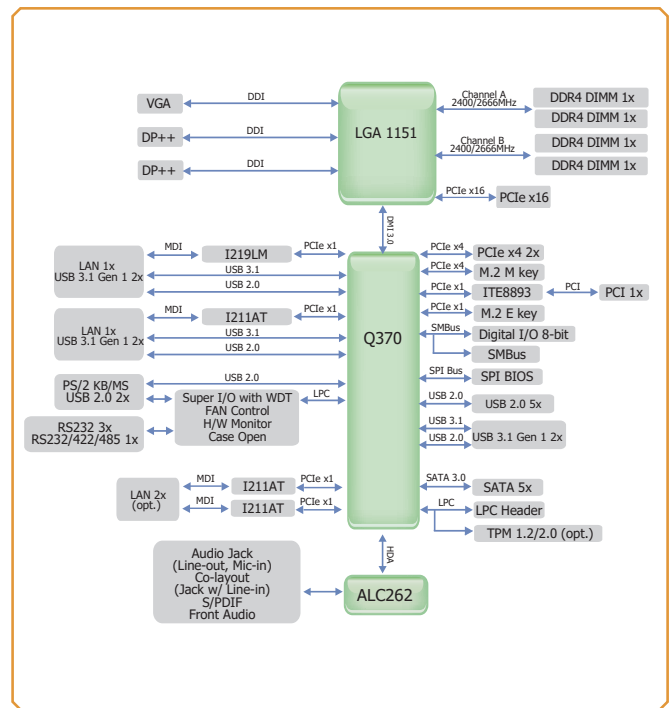 VGA
DDI
DP++
DDI
DP++
DDI
LGA 1151
Channel A
2400/2666MHz
DDR4 DIMM 1x
DDR4 DIMM 1x
Channel B
2400/2666MHz
DDR4 DIMM 1x
DDR4 DIMM 1x
PCIe x16
PCIe x16
DMI 3.0
LAN 1x
USB 3.1 Gen 1 2x
MDI
I219LM
PCIe x1
USB 3.1
USB 2.0
LAN 1x
USB 3.1 Gen 1 2x
MDI
I211AT
PCIe x1
USB 3.1
USB 2.0
PS/2 KB/MS
USB 2.0 2x
USB 2.0
Super I/O with WDT
FAN Control
H/W Monitor
Case Open
LPC
RS232 3x
RS232/422/485 1x
LAN 2x
(opt.)
MDI
I211AT
PCIe x1
MDI
I211AT
PCIe x1
Q370
PCIe x4
PCIe x4 2x
PCIe x4
M.2 M key
PCIe x1
ITE8893
PCI
PCI 1x
PCIe x1
M.2 E key
SMBus
Digital I/O 8-bit
SMBus
SPI Bus
SPI BIOS
USB 2.0
USB 2.0 5x
USB 3.1
USB 2.0
USB 3.1 Gen 1 2x
SATA 3.0
SATA 5x
LPC
LPC Header
TPM 1.2/2.0 (opt.)
HDA
Audio Jack
(Line-out, Mic-in)
Co-layout
(Jack w/ Line-in)
S/PDIF
Front Audio
ALC262